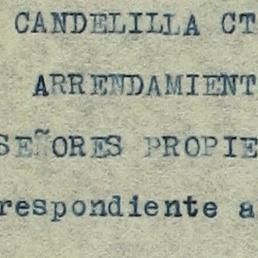 CANDELILLA CT
ARRENDAMIENT
SEÑORES PROPIE
respondiente a